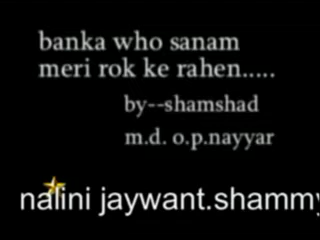 banka who sanam
meri rok ke rahen.....
by--shamshad
m.d. o.p.nayyar
nalini jaywant.shammy